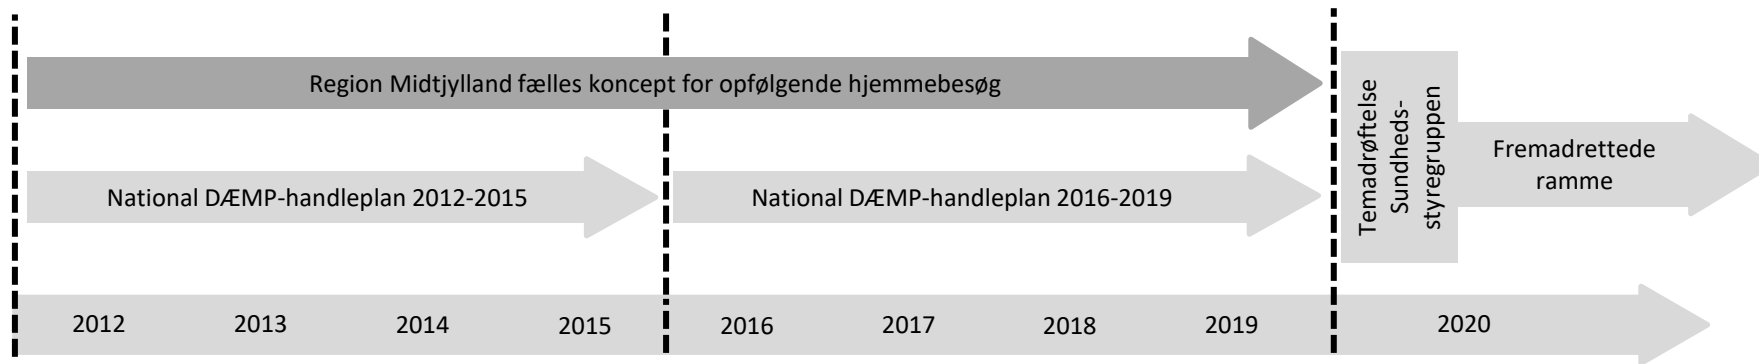 Region Midtjylland fælles koncept for opfølgende hjemmebesøg
National DÆMP-handleplan 2012-2015
National DÆMP-handleplan 2016-2019
Temadrøftelse
Sundheds-
styregruppen
Fremadrettede
ramme
2012 2013 2014 2015 2016 2017 2018 2019 2020